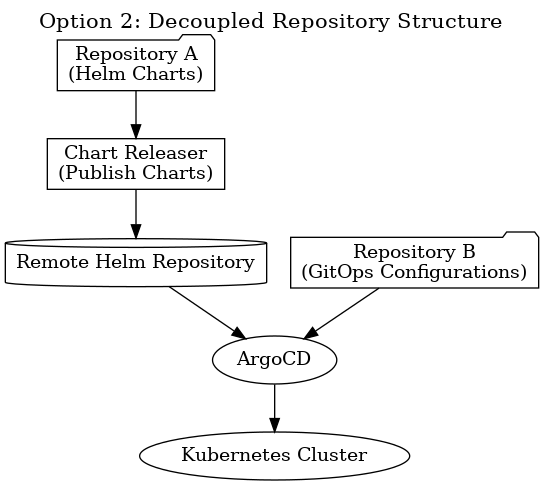 Option 2: Decoupled Repository Structure
Repository A
(Helm Charts)
Chart Releaser
(Publish Charts)
Remote Helm Repository
Repository B
(GitOps Configurations)
ArgoCD
Kubernetes Cluster